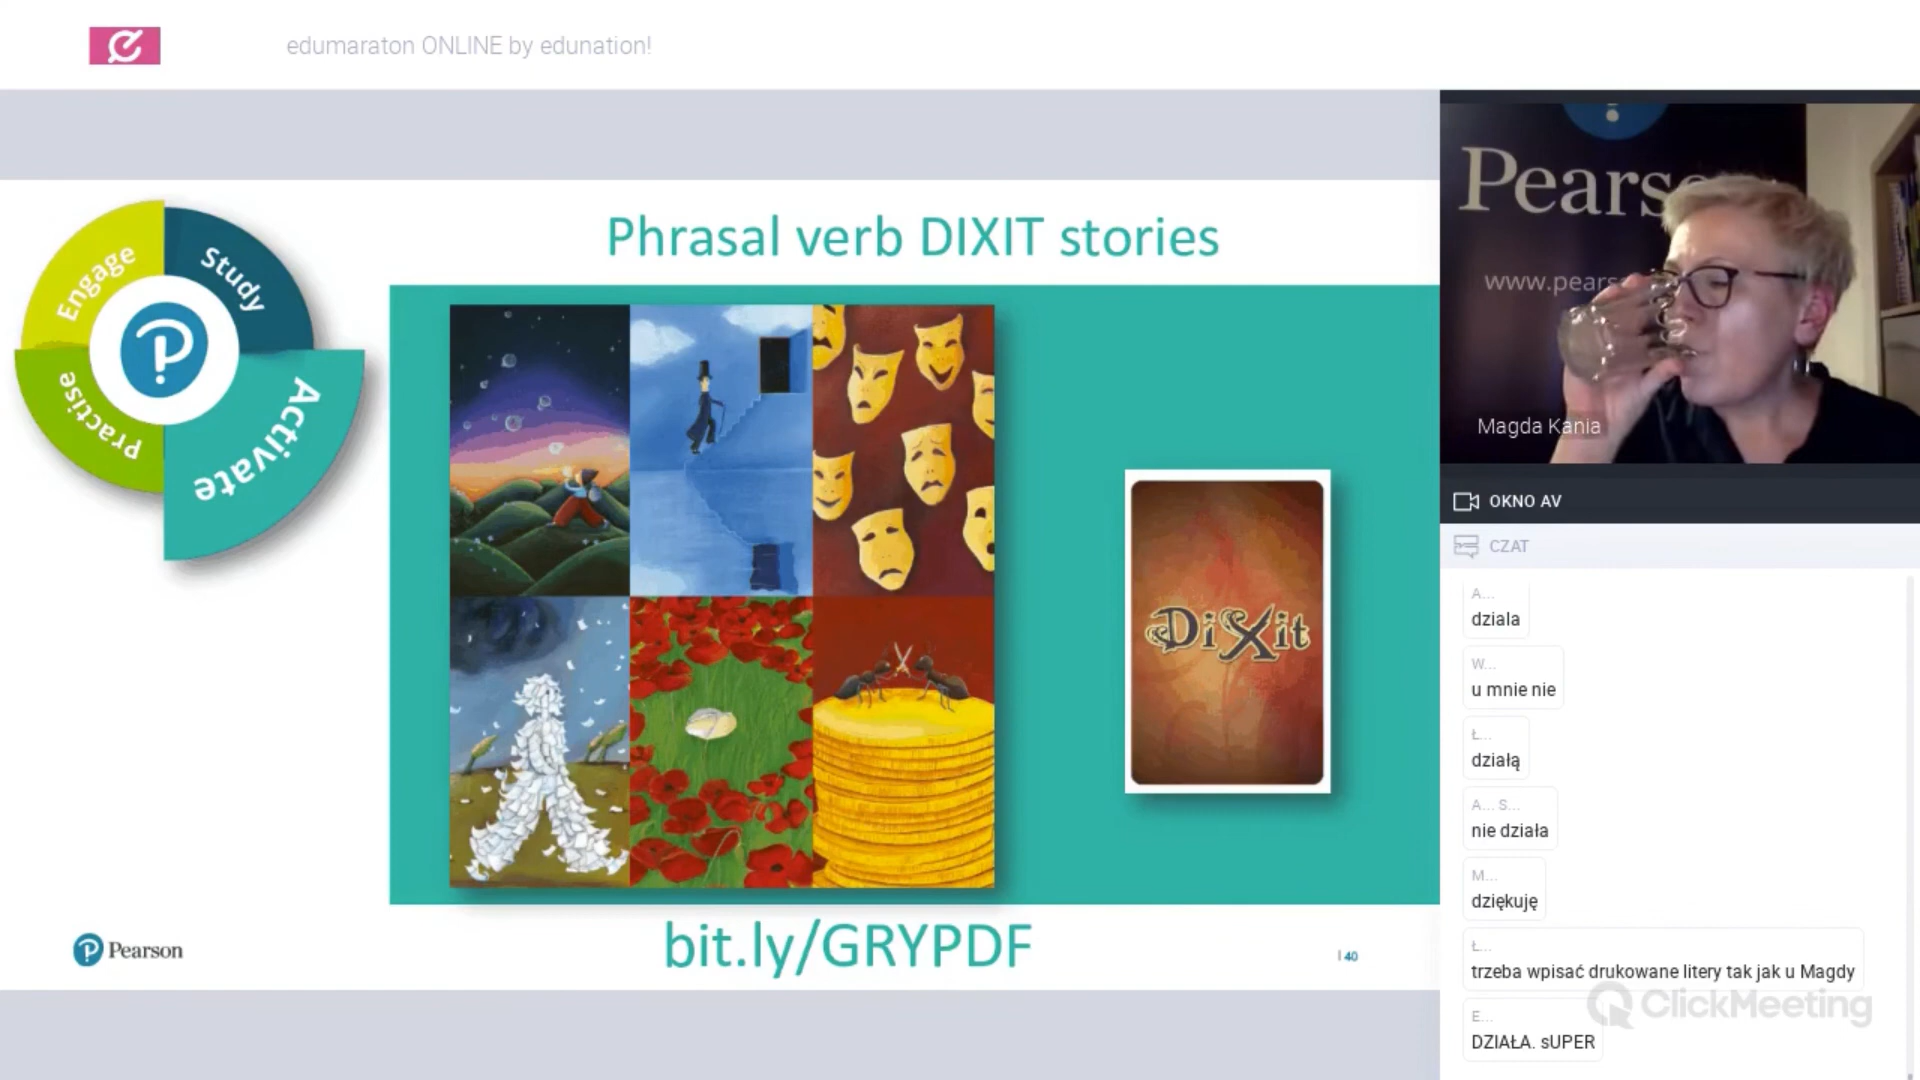 edumaraton ONLINE by edunation!
Engage
Study
Practise
Activate
Phrasal verb DIXIT stories
DiXit
bit.ly/GRYPDF
Pearson
| 40
Pears
www.pears
Magda Kania
OKNO AV
CZAT
A...
dziala
W...
u mnie nie
Ł...
działą
A... S...
nie działa
M...
dziękuję
Ł...
trzeba wpisać drukowane litery tak jak u Magdy
ClickMeeting
E...
DZIAŁA. sUPER